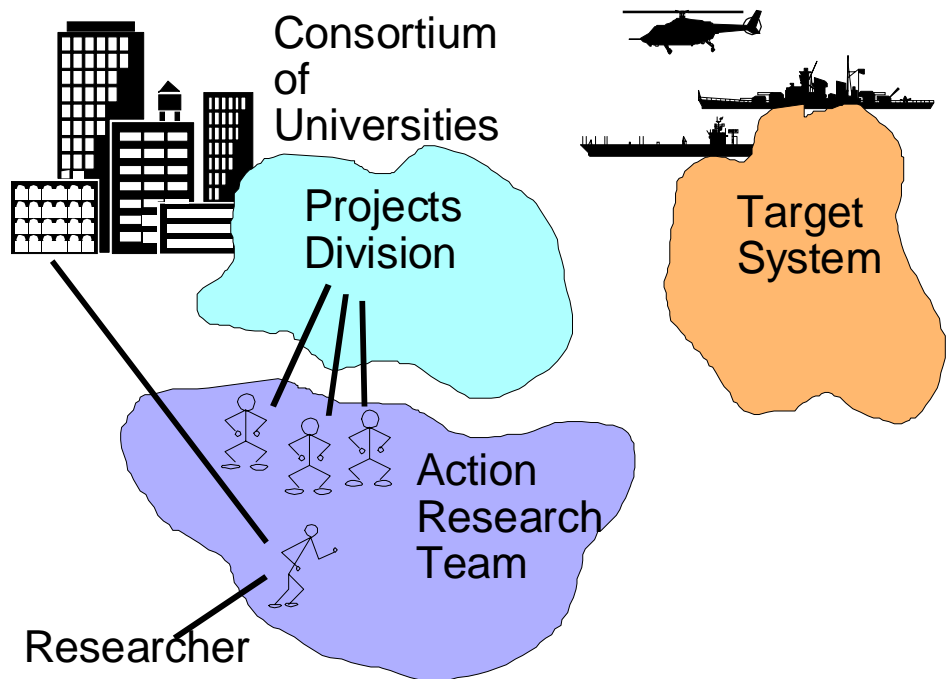 Consortium
of
Universities
Projects
Division
Target
System
Action
Research
Team
Researcher